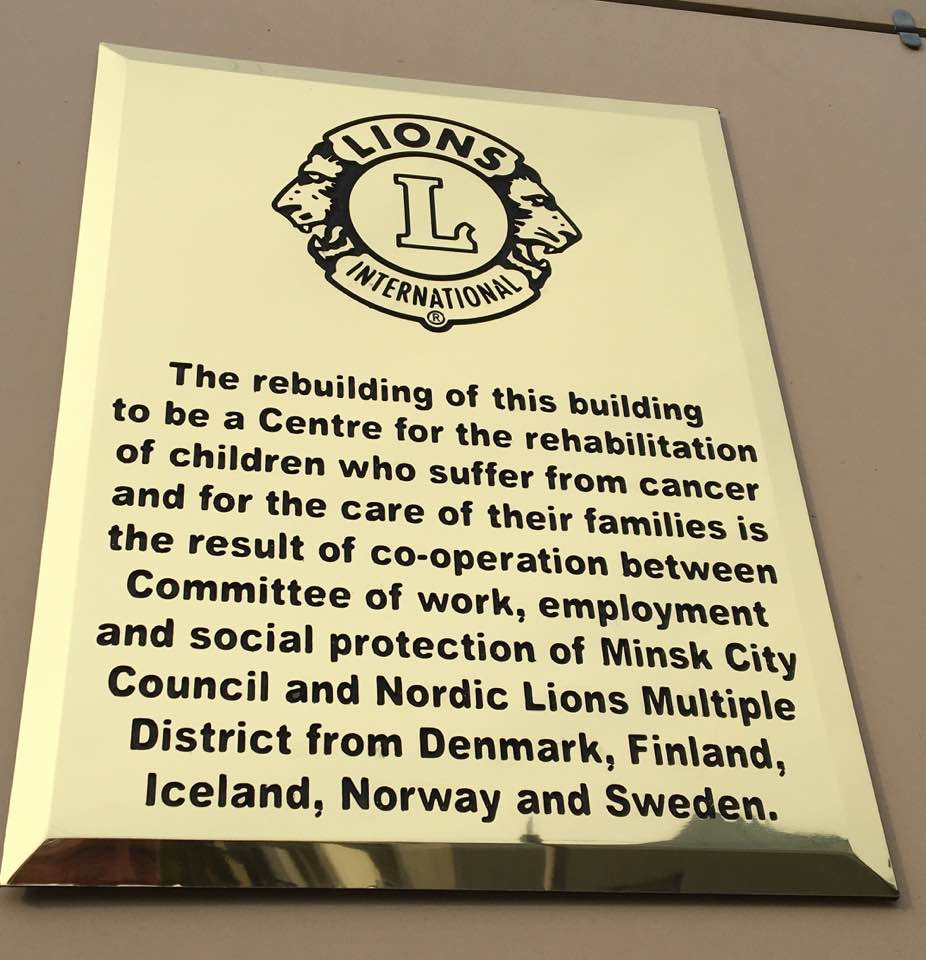 LIONS
L
INTERNATIONAL
®
The rebuilding of this building
to be a Centre for the rehabilitation
of children who suffer from cancer
and for the care of their families is
the result of co-operation between
Committee of work, employment
and social protection of Minsk City
Council and Nordic Lions Multiple
District from Denmark, Finland,
Iceland, Norway and Sweden.